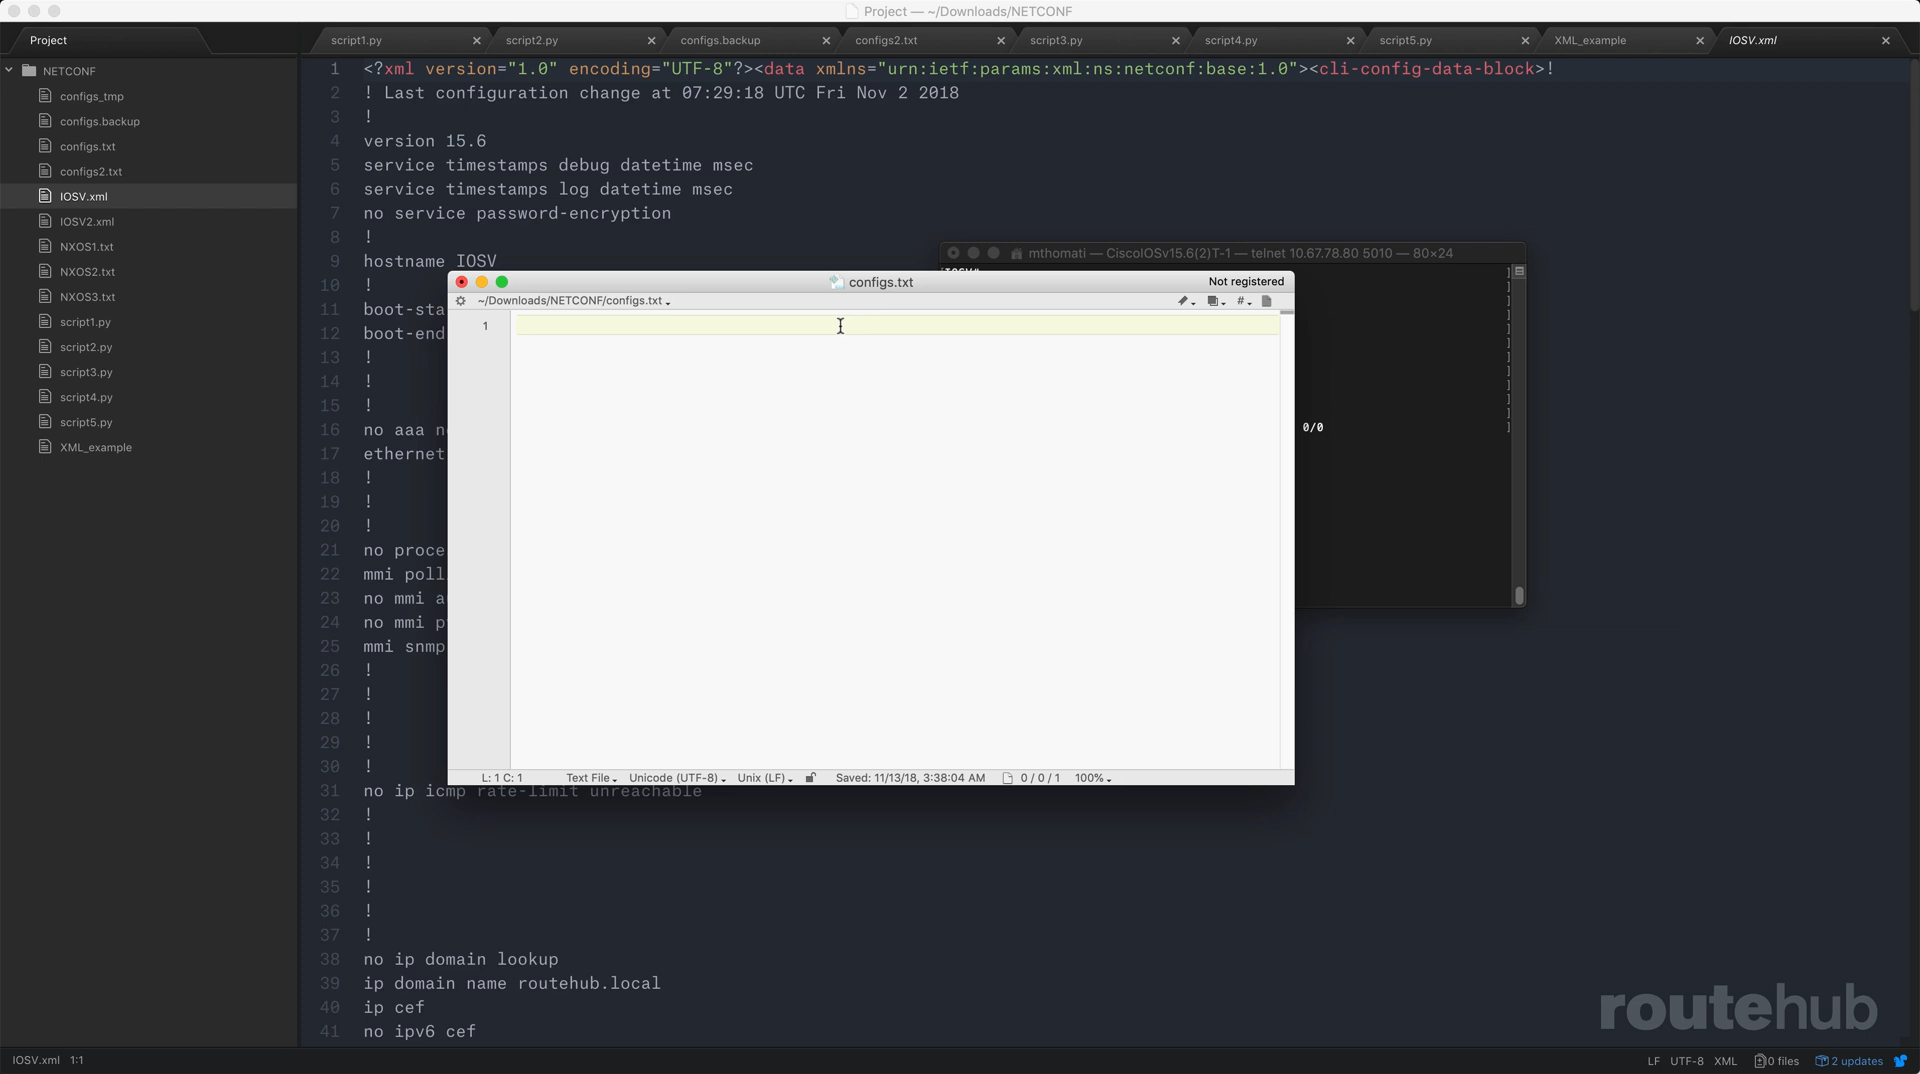 Project — ~/Downloads/NETCONF
Project
script1.py
script2.py
configs.backup
configs2.txt
script3.py
script4.py
script5.py
XML_example
IOSV.xml
NETCONF
configs_tmp
configs.backup
configs.txt
configs2.txt
IOSV.xml
IOSV2.xml
NXOS1.txt
NXOS2.txt
NXOS3.txt
script1.py
script2.py
script3.py
script4.py
script5.py
XML_example
1 <?xml version="1.0" encoding="UTF-8"?><data xmlns="urn:ietf:params:xml:ns:netconf:base:1.0"><cli-config-data-block>!
2 ! Last configuration change at 07:29:18 UTC Fri Nov 2 2018
3 !
4 version 15.6
5 service timestamps debug datetime msec
6 service timestamps log datetime msec
7 no service password-encryption
8 !
9 hostname IOSV
10 !
11 boot-sta
12 boot-end
13 !
14 !
15 !
16 no aaa n
17 ethernet
18 !
19 !
20 !
21 no proce
22 mmi poll
23 no mmi a
24 no mmi p
25 mmi snmp
26 !
27 !
28 !
29 !
30 !
31 no ip icmp rate-limit unreachable
32 !
33 !
34 !
35 !
36 !
37 !
38 no ip domain lookup
39 ip domain name routehub.local
40 ip cef
41 no ipv6 cef
mthomati — CiscoIOSv15.6(2)T-1 — telnet 10.67.78.80 5010 — 80×24
0/0
configs.txt
Not registered
~/Downloads/NETCONF/configs.txt
#
1
L: 1 C: 1 Text File Unicode (UTF-8) Unix (LF) Saved: 11/13/18, 3:38:04 AM 0 / 0 / 1 100%
routehub
IOSV.xml 1:1
LF UTF-8 XML 0 files 2 updates